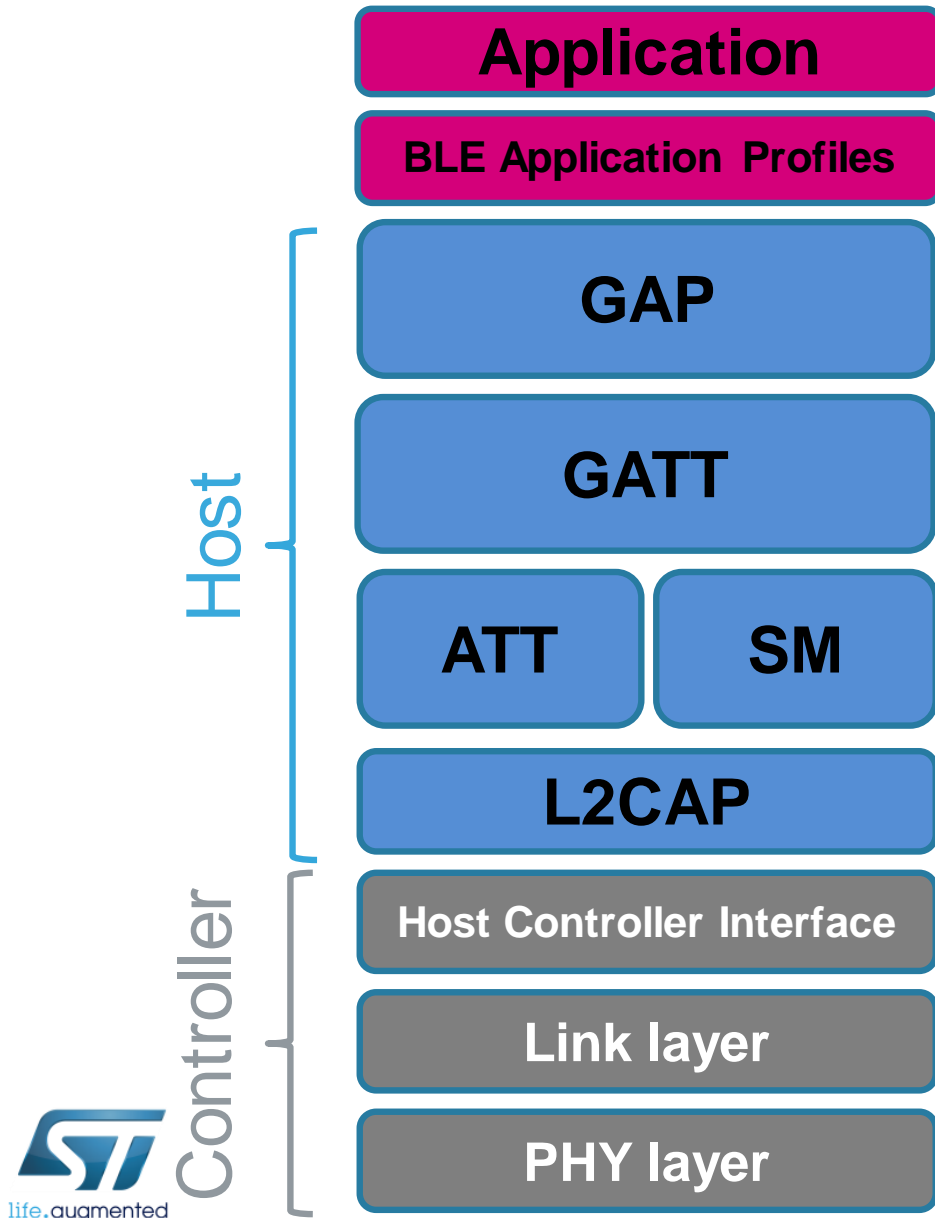 Application
BLE Application Profiles
GAP
Host
GATT
ATT SM
L2CAP
Controller
Host Controller Interface
Link layer
PHY layer
ST
life.augmented